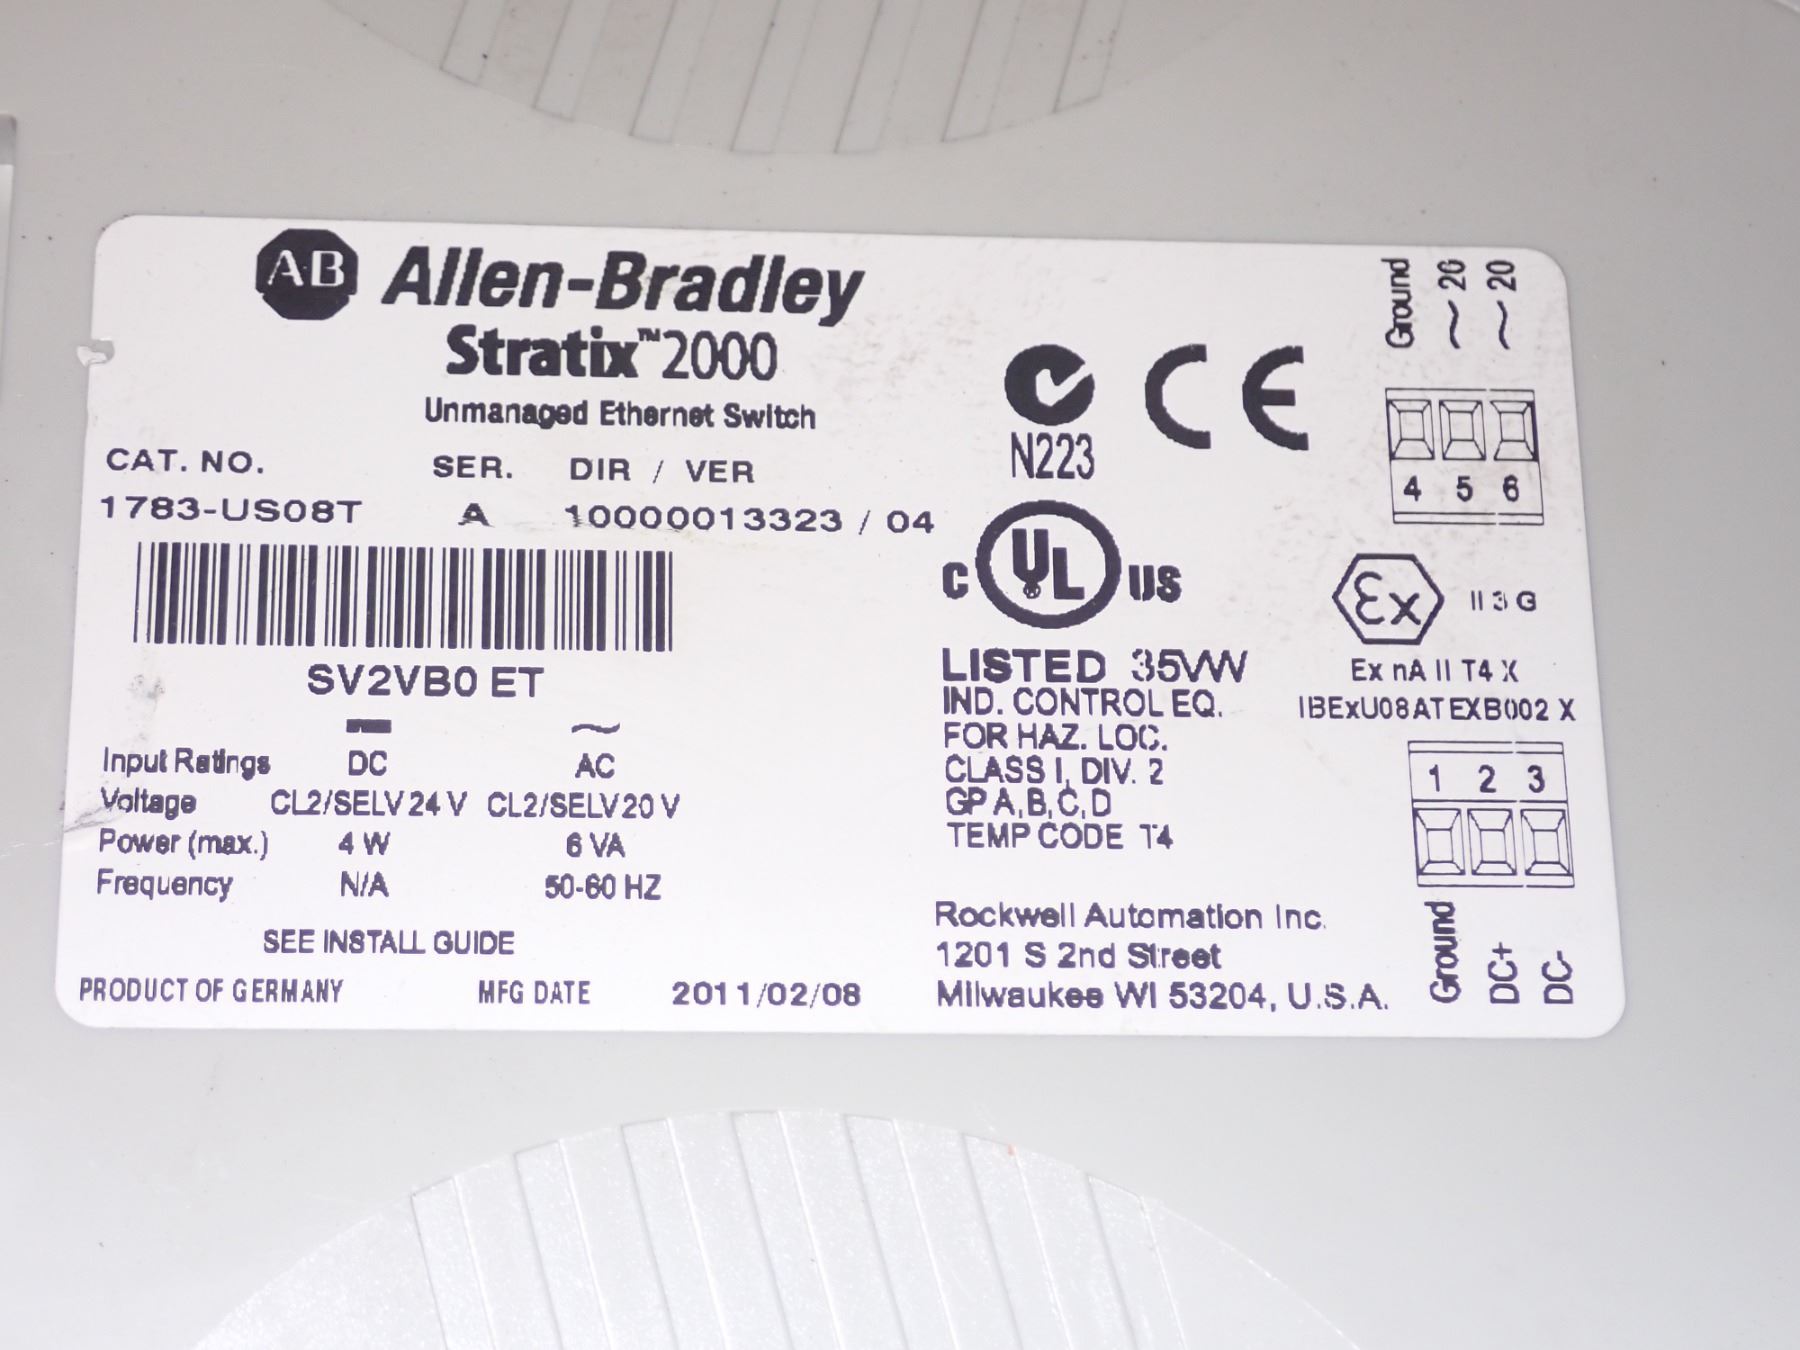 AB Allen-Bradley
Stratix™2000
Unmanaged Ethernet Switch
CAT. NO. SER. DIR / VER
1783-US08T A 10000013323 / 04
SV2VB0 ET
Input Ratings DC AC
Voltage CL2/SELV 24 V CL2/SELV 20 V
Power (max.) 4 W 6 VA
Frequency N/A 50-60 HZ
SEE INSTALL GUIDE
PRODUCT OF GERMANY MFG DATE 2011/02/08
N223
CE
C UL US
LISTED 35VW
IND. CONTROL EQ.
FOR HAZ. LOC.
CLASS I, DIV. 2
GP A,B,C,D
TEMP CODE T4
Rockwell Automation Inc.
1201 S 2nd Street
Milwaukee WI 53204, U.S.A.
Ground
~20
~20
4 5 6
Ex II 3 G
Ex nA II T4 X
IBExU08ATEXB002 X
1 2 3
Ground
DC+
DC-